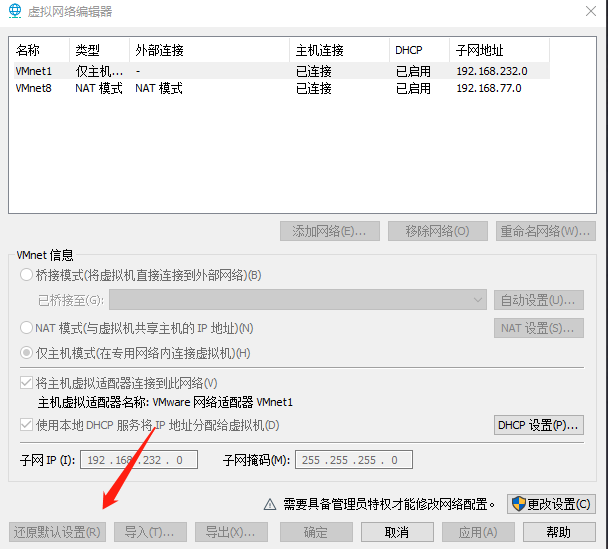 虚拟网络编辑器
名称 类型 外部连接 主机连接 DHCP 子网地址
VMnet1 仅主机... - 已连接 已启用 192.168.232.0
VMnet8 NAT 模式 NAT 模式 已连接 已启用 192.168.77.0
添加网络(E)... 移除网络(O) 重命名网络(W)...
VMnet 信息
桥接模式(将虚拟机直接连接到外部网络)(B)
已桥接至(G): 自动设置(U)...
NAT 模式(与虚拟机共享主机的 IP 地址)(N) NAT 设置(S)...
仅主机模式(在专用网络内连接虚拟机)(H)
将主机虚拟适配器连接到此网络(V)
主机虚拟适配器名称: VMware 网络适配器 VMnet1
使用本地 DHCP 服务将 IP 地址分配给虚拟机(D) DHCP 设置(P)...
子网 IP (I): 192 . 168 . 232 . 0 子网掩码(M): 255 . 255 . 255 . 0
需要具备管理员特权才能修改网络配置。 更改设置(C)
还原默认设置(R) 导入(T)... 导出(X)... 确定 取消 应用(A) 帮助